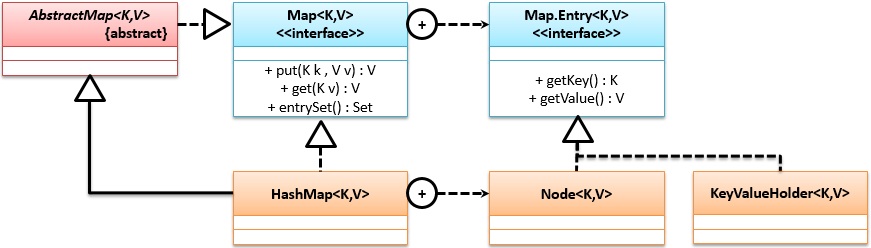 AbstractMap<K,V>
{abstract}
Map<K,V>
<<interface>>
+ put(K k , V v) : V
+ get(K v) : V
+ entrySet() : Set
+
Map.Entry<K,V>
<<interface>>
+ getKey() : K
+ getValue() : V
HashMap<K,V>
+
Node<K,V>
KeyValueHolder<K,V>